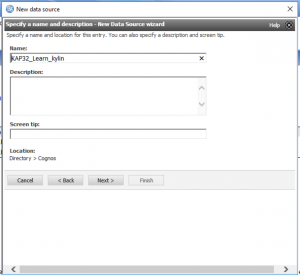 New data source
Specify a name and description - New Data Source wizard
Help
Specify a name and location for this entry. You can also specify a description and screen tip.
Name:
KAP32_Learn_kylin
Description:
Screen tip:
Location:
Directory > Cognos
Cancel
< Back
Next >
Finish